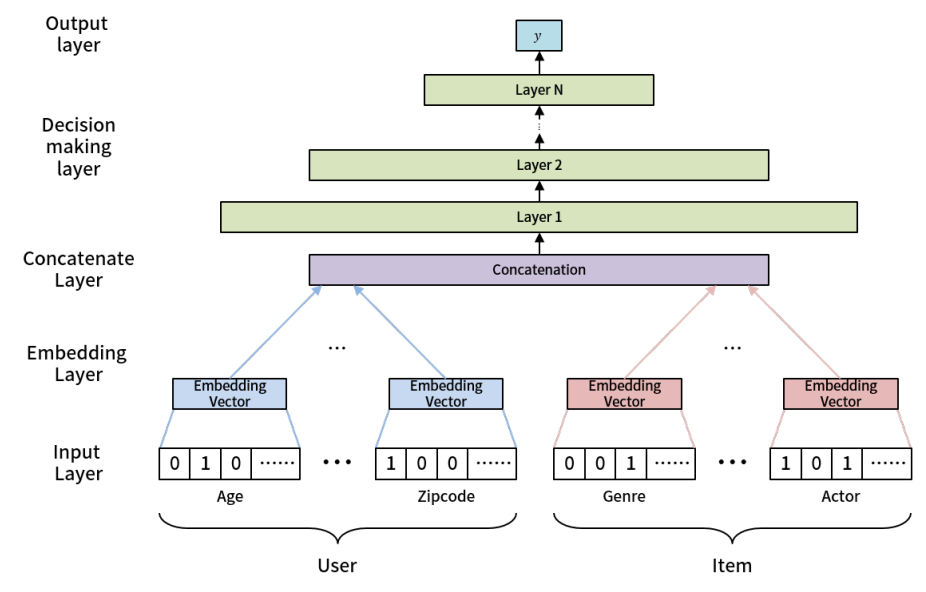 Output
layer
y
Layer N
Decision
making
layer
Layer 2
Layer 1
Concatenate
Layer
Concatenation
...
...
Embedding
Layer
Embedding
Vector
Embedding
Vector
Embedding
Vector
Embedding
Vector
Input
Layer
0 1 0 ...... ... 1 0 0 ...... 0 0 1 ...... ... 1 0 1 ......
Age Zipcode Genre Actor
User Item